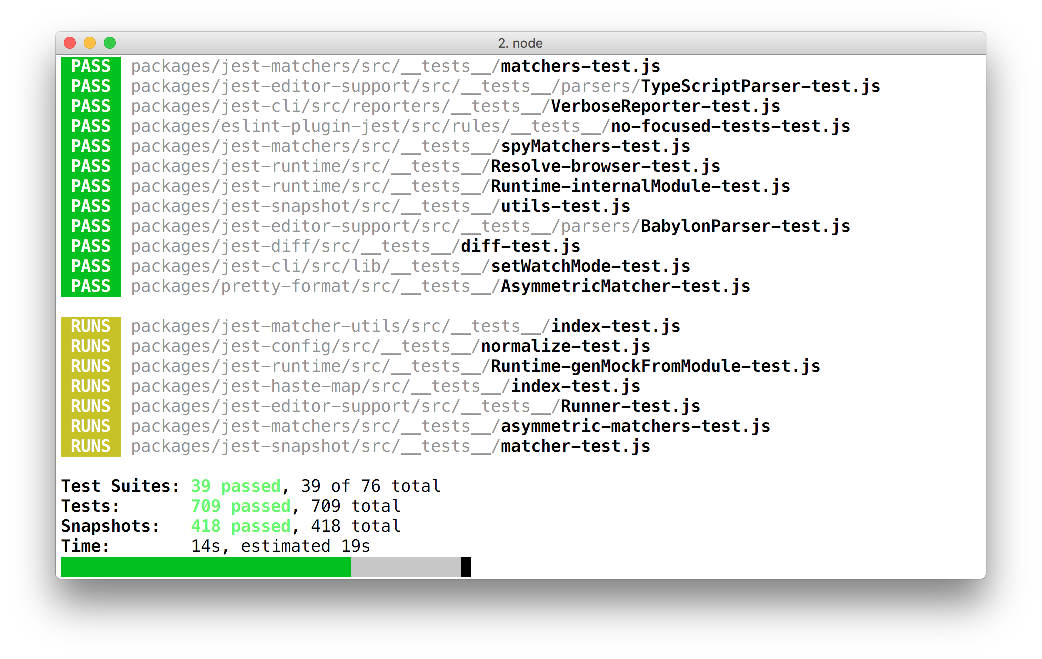 2. node
PASS packages/jest-matchers/src/__tests__/matchers-test.js
PASS packages/jest-editor-support/src/__tests__/parsers/TypeScriptParser-test.js
PASS packages/jest-cli/src/reporters/__tests__/VerboseReporter-test.js
PASS packages/eslint-plugin-jest/src/rules/__tests__/no-focused-tests-test.js
PASS packages/jest-matchers/src/__tests__/spyMatchers-test.js
PASS packages/jest-runtime/src/__tests__/Resolve-browser-test.js
PASS packages/jest-runtime/src/__tests__/Runtime-internalModule-test.js
PASS packages/jest-snapshot/src/__tests__/utils-test.js
PASS packages/jest-editor-support/src/__tests__/parsers/BabylonParser-test.js
PASS packages/jest-diff/src/__tests__/diff-test.js
PASS packages/jest-cli/src/lib/__tests__/setWatchMode-test.js
PASS packages/pretty-format/src/__tests__/AsymmetricMatcher-test.js
RUNS packages/jest-matcher-utils/src/__tests__/index-test.js
RUNS packages/jest-config/src/__tests__/normalize-test.js
RUNS packages/jest-runtime/src/__tests__/Runtime-genMockFromModule-test.js
RUNS packages/jest-haste-map/src/__tests__/index-test.js
RUNS packages/jest-editor-support/src/__tests__/Runner-test.js
RUNS packages/jest-matchers/src/__tests__/asymmetric-matchers-test.js
RUNS packages/jest-snapshot/src/__tests__/matcher-test.js
Test Suites: 39 passed, 39 of 76 total
Tests: 709 passed, 709 total
Snapshots: 418 passed, 418 total
Time: 14s, estimated 19s